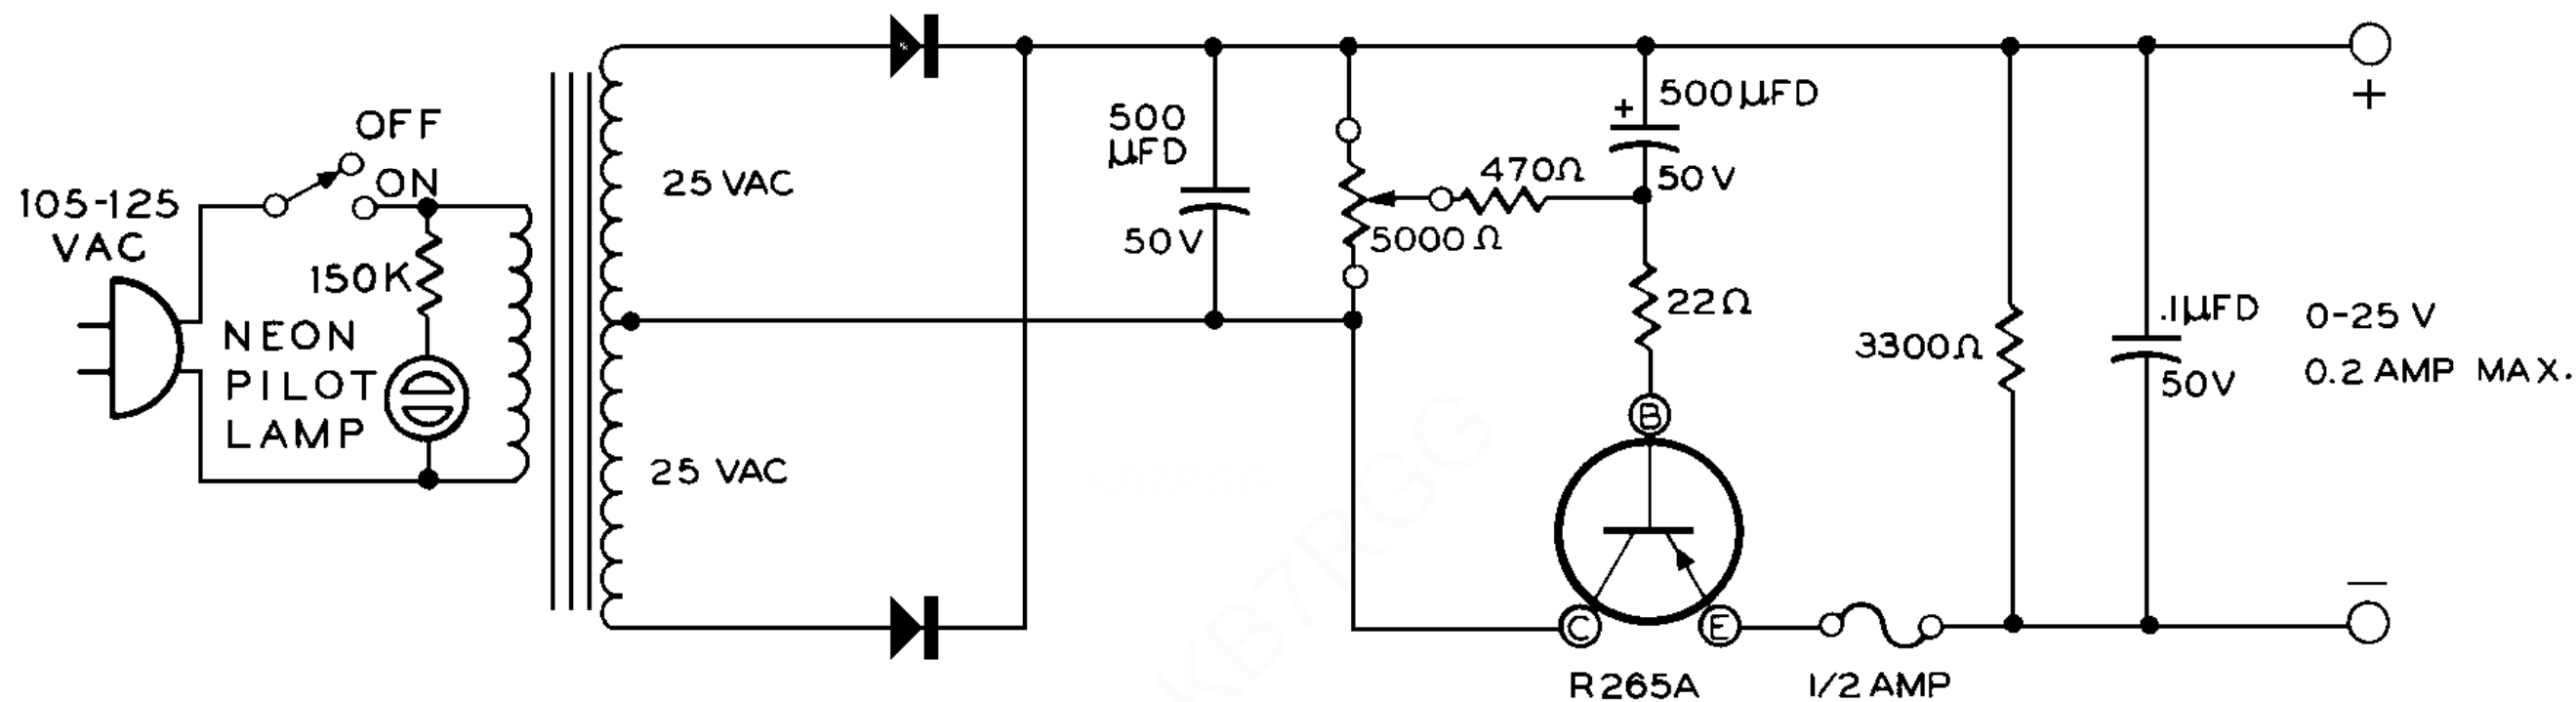 105-125
VAC
OFF
ON
150K
NEON
PILOT
LAMP
25 VAC
25 VAC
500
µFD
50V
5000Ω
470Ω
+
500µFD
50V
22Ω
B
C
E
R265A
1/2 AMP
3300Ω
.1µFD
50V
+
0-25 V
0.2 AMP MAX.
—
KB7RGG